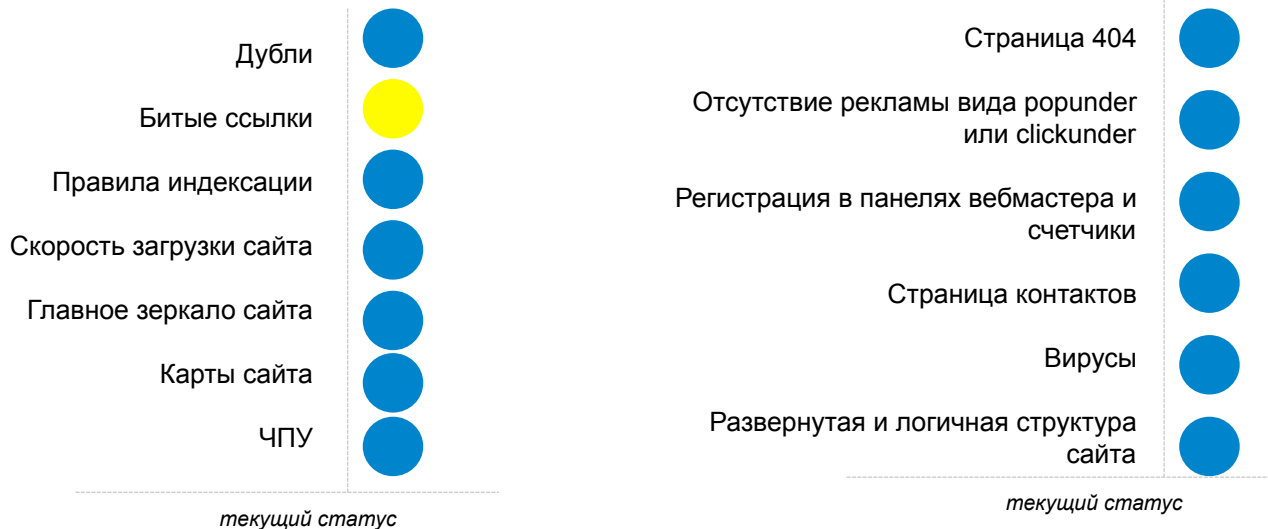 Дубли
Битые ссылки
Правила индексации
Скорость загрузки сайта
Главное зеркало сайта
Карты сайта
ЧПУ
текущий статус
Страница 404
Отсутствие рекламы вида popunder
или clickunder
Регистрация в панелях вебмастера и
счетчики
Страница контактов
Вирусы
Развернутая и логичная структура
сайта
текущий статус